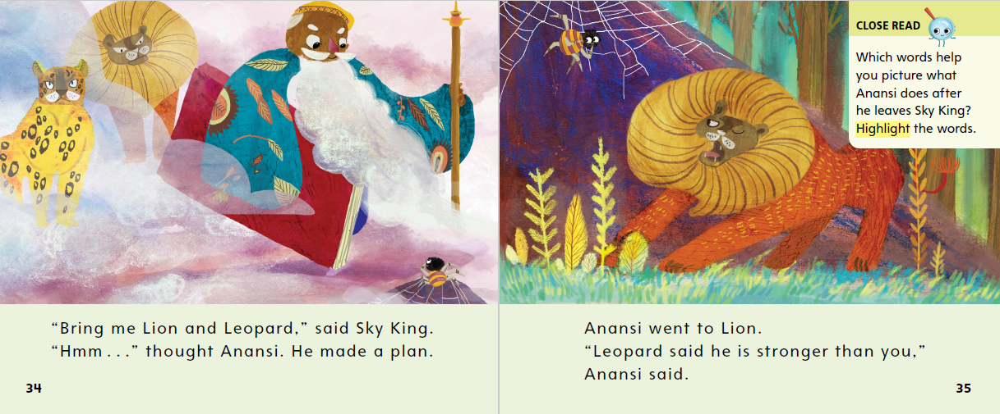 “Bring me Lion and Leopard,” said Sky King.
“Hmm . . .” thought Anansi. He made a plan.
34
CLOSE READ
Which words help
you picture what
Anansi does after
he leaves Sky King?
Highlight the words.
Anansi went to Lion.
“Leopard said he is stronger than you,”
Anansi said.
35